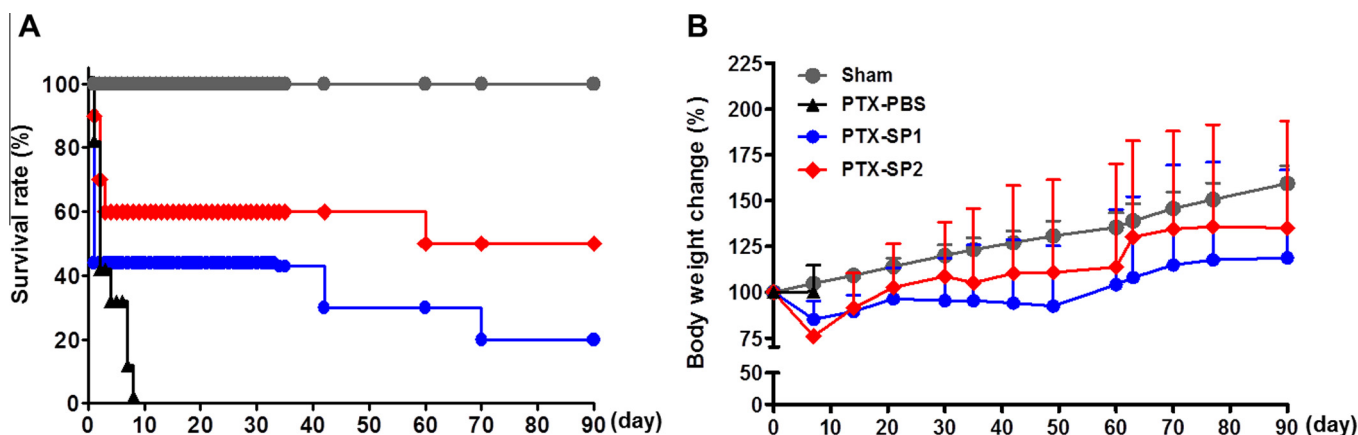 A
Survival rate (%)
100
80
60
40
20
0
0 10 20 30 40 50 60 70 80 90 (day)
B
Body weight change (%)
225
200
175
150
125
100
75
50
0
0 10 20 30 40 50 60 70 80 90 (day)
Sham
PTX-PBS
PTX-SP1
PTX-SP2